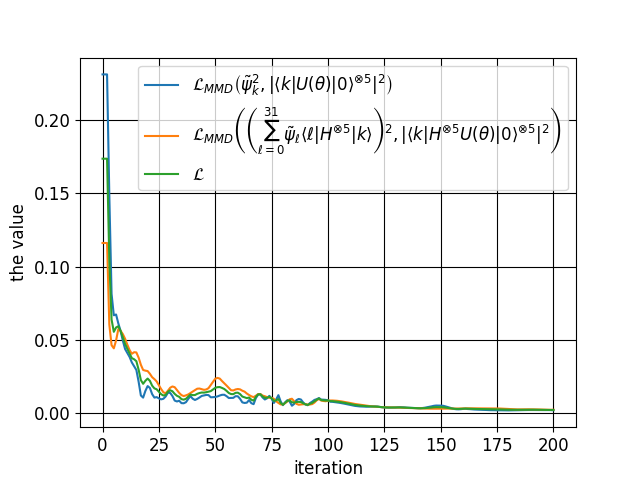 ℒ_MMD(ψ̃²_k, |⟨k|U(θ)|0⟩^⊗5|²)
ℒ_MMD((∑_{ℓ=0}^{31} ψ̃_ℓ⟨ℓ|H^⊗5|k⟩)², |⟨k|H^⊗5U(θ)|0⟩^⊗5|²)
ℒ
the value
0.20
0.15
0.10
0.05
0.00
0 25 50 75 100 125 150 175 200
iteration